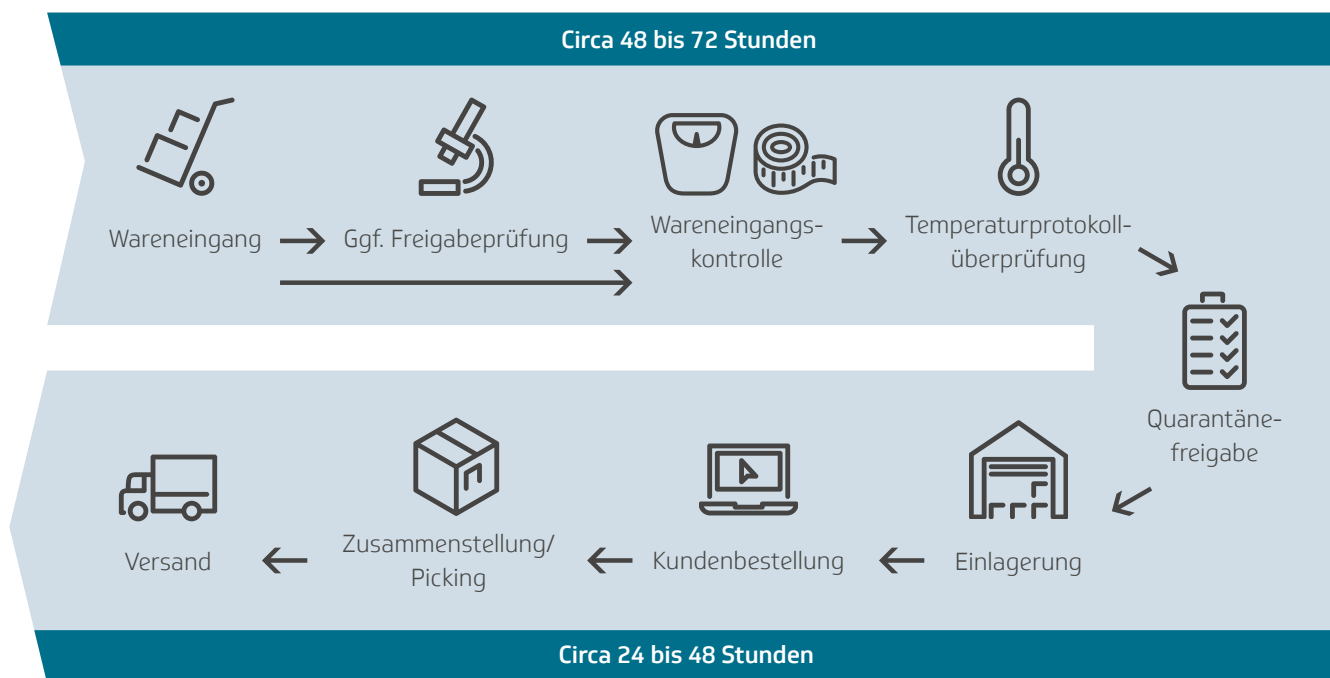 Circa 48 bis 72 Stunden
Wareneingang
Ggf. Freigabeprüfung
Wareneingangs-
kontrolle
Temperaturprotokoll-
überprüfung
Quarantäne-
freigabe
Einlagerung
Kundenbestellung
Zusammenstellung/
Picking
Versand
Circa 24 bis 48 Stunden